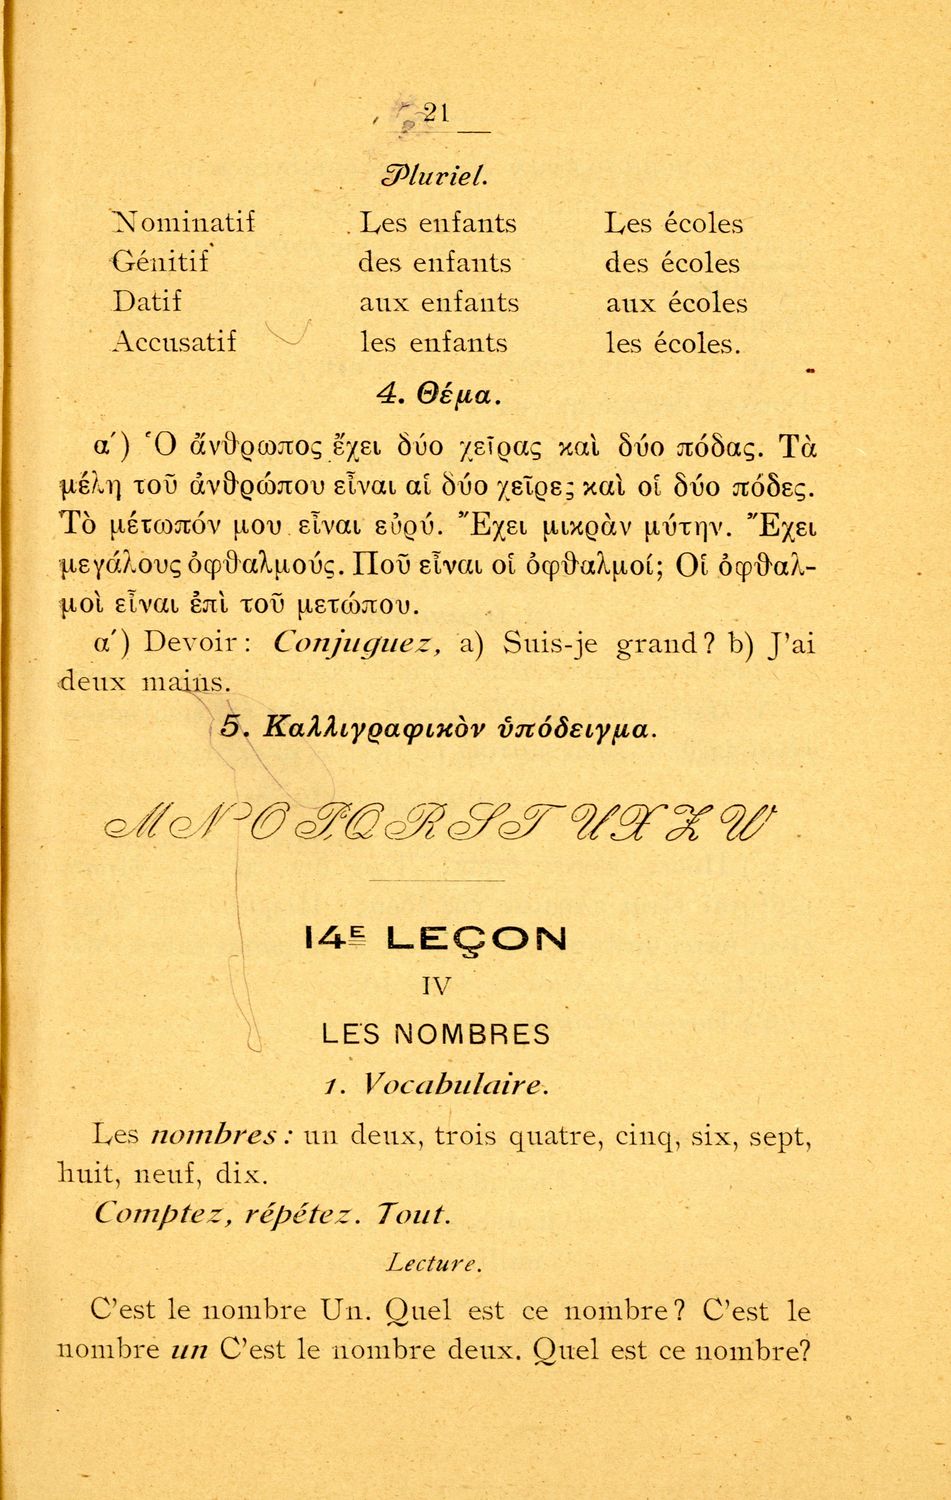 21
Pluriel.
Nominatif Les enfants Les écoles
Génitif des enfants des écoles
Datif aux enfants aux écoles
Accusatif les enfants les écoles.
4. Θέμα.
α΄) Ὁ ἄνθρωπος ἔχει δύο χεῖρας καὶ δύο πόδας. Τὰ
μέλη τοῦ ἀνθρώπου εἶναι αἱ δύο χεῖρες καὶ οἱ δύο πόδες.
Τὸ μέτωπόν μου εἶναι εὐρύ. Ἔχει μικρὰν μύτην. Ἔχει
μεγάλους ὀφθαλμούς. Ποῦ εἶναι οἱ ὀφθαλμοί; Οἱ ὀφθαλ-
μοὶ εἶναι ἐπὶ τοῦ μετώπου.
α΄) Devoir: Conjuguez, a) Suis-je grand? b) J'ai
deux mains.
5. Καλλιγραφικὸν ὑπόδειγμα.
M N O P Q R S T U X Z W
14E LEÇON
IV
LES NOMBRES
1. Vocabulaire.
Les nombres: un deux, trois quatre, cinq, six, sept,
huit, neuf, dix.
Comptez, répétez. Tout.
Lecture.
C'est le nombre Un. Quel est ce nombre? C'est le
nombre un C'est le nombre deux. Quel est ce nombre?